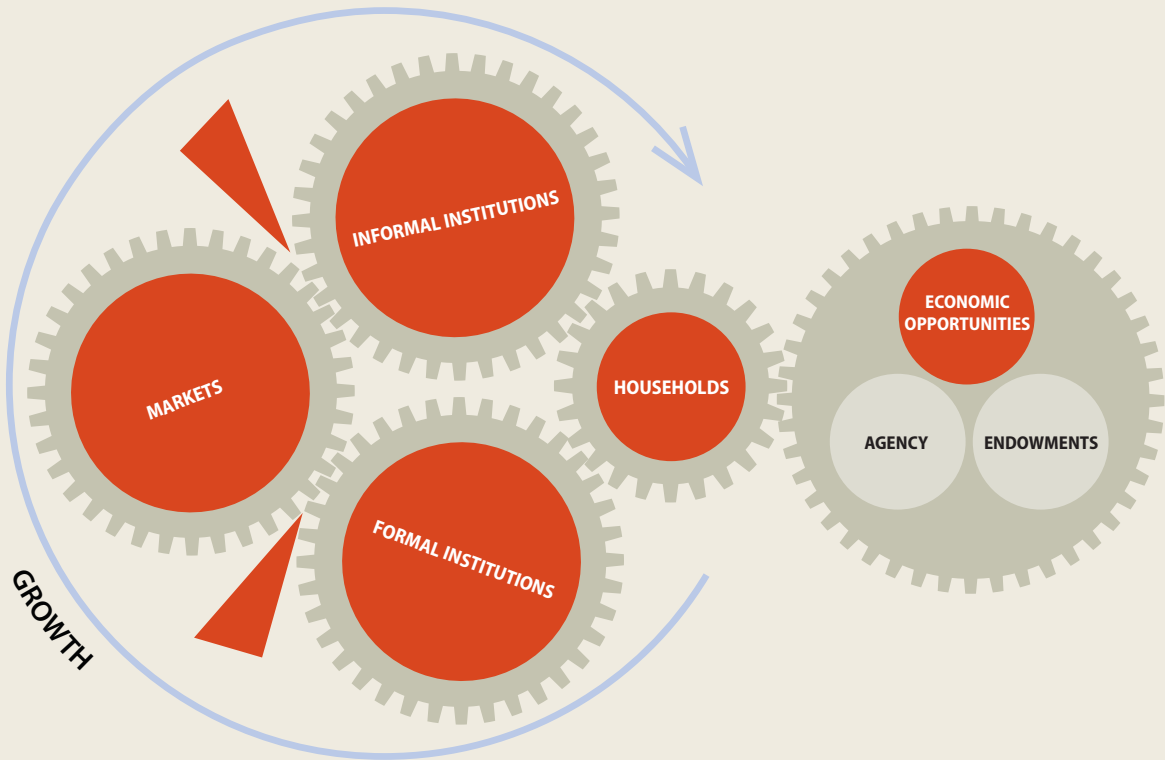 INFORMAL INSTITUTIONS
MARKETS
FORMAL INSTITUTIONS
HOUSEHOLDS
ECONOMIC
OPPORTUNITIES
AGENCY
ENDOWMENTS
GROWTH